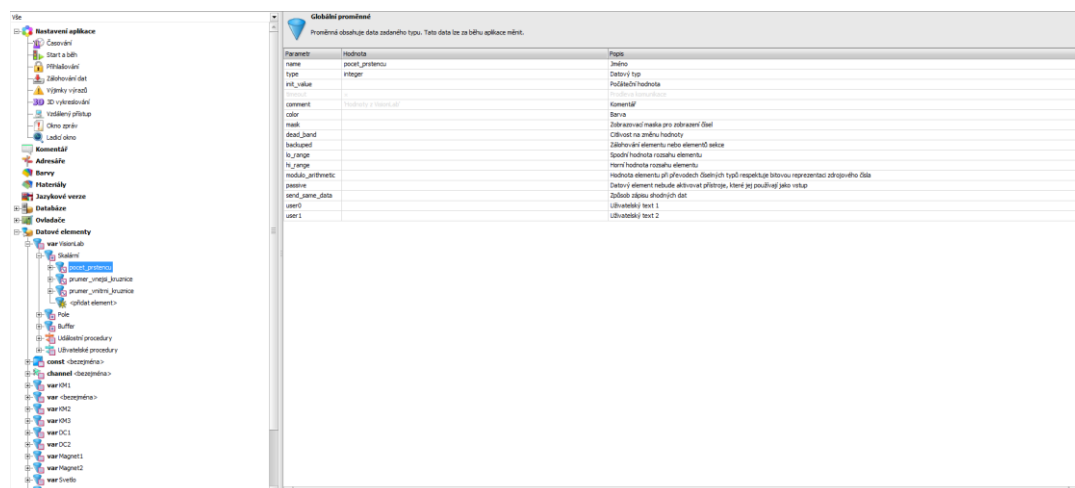 Vše
Nastavení aplikace
Časování
Start a běh
Přihlašování
Zálohování dat
Výjimky výrazů
3D vykreslování
Vzdálený přístup
Okno zpráv
Ladicí okno
Komentář
Adresáře
Barvy
Materiály
Jazykové verze
Databáze
Ovladače
Datové elementy
var VisionLab
Skalární
pocet_prstencu
prumer_vnejsi_kruznice
prumer_vnitrni_kruznice
<přidat element>
Pole
Buffer
Událostní procedury
Uživatelské procedury
const <bezejména>
channel <bezejména>
var KM1
var <bezejména>
var KM2
var KM3
var DC1
var DC2
var Magnet1
var Magnet2
var Svetlo
Globální proměnné
Proměnná obsahuje data zadaného typu. Tato data lze za běhu aplikace měnit.
Parametr Hodnota Popis
name pocet_prstencu Jméno
type integer Datový typ
init_value Počáteční hodnota
timeout Prodleva komunikace
comment Hodnoty z VisionLab Komentář
color Barva
mask Zobrazovací maska pro zobrazení čísel
dead_band Citlivost na změnu hodnoty
backuped Zálohování elementu nebo elementů sekce
lo_range Spodní hodnota rozsahu elementu
hi_range Horní hodnota rozsahu elementu
modulo_arithmetic Hodnota elementu při převodech číselných typů respektuje bitovou reprezentaci zdrojového čísla
passive Datový element nebude aktivovat přístroje, které jej používají jako vstup
send_same_data Způsob zápisu shodných dat
user0 Uživatelský text 1
user1 Uživatelský text 2